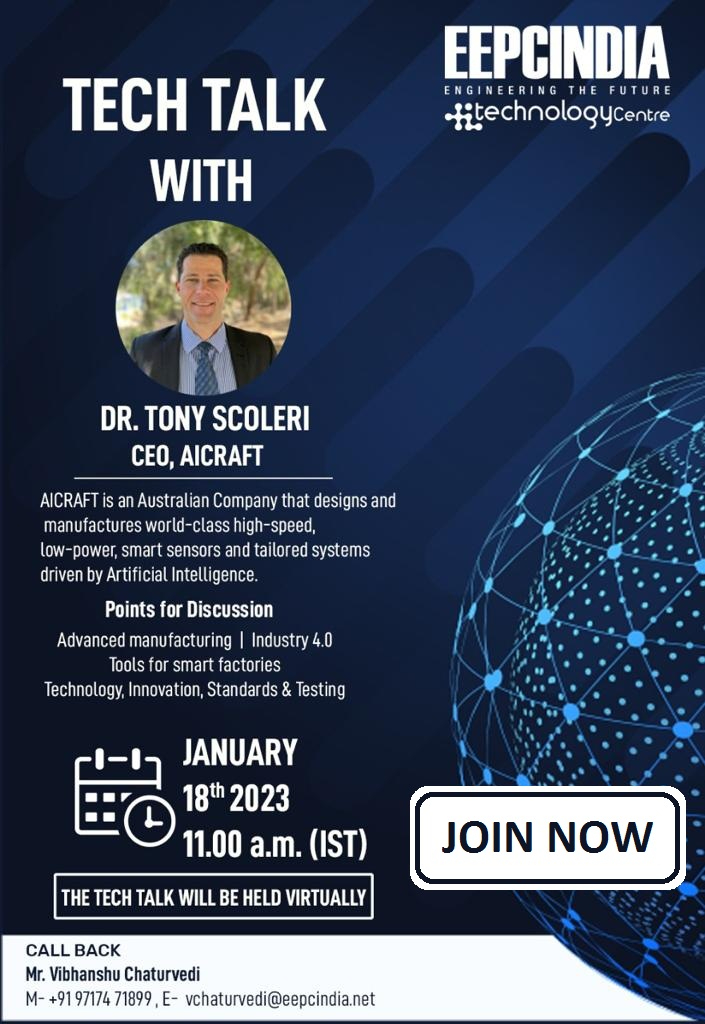 EEPCINDIA
ENGINEERING THE FUTURE
technologyCentre
TECH TALK
WITH
DR. TONY SCOLERI
CEO, AICRAFT
AICRAFT is an Australian Company that designs and
manufactures world-class high-speed,
low-power, smart sensors and tailored systems
driven by Artificial Intelligence.
Points for Discussion
Advanced manufacturing | Industry 4.0
Tools for smart factories
Technology, Innovation, Standards & Testing
JANUARY
18th 2023
11.00 a.m. (IST)
JOIN NOW
THE TECH TALK WILL BE HELD VIRTUALLY
CALL BACK
Mr. Vibhanshu Chaturvedi
M- +91 97174 71899 , E- vchaturvedi@eepcindia.net